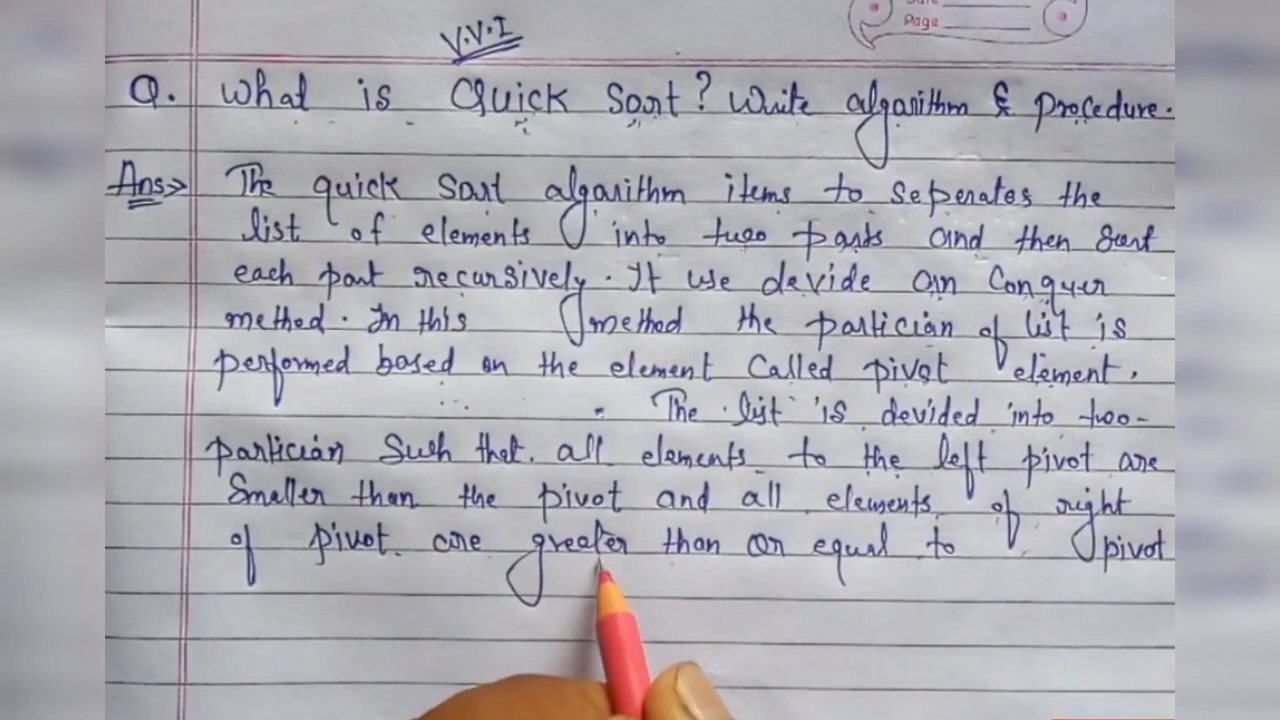 Page
V.V.I
Q. What is Quick Sort? Write algorithm & procedure.
Ans> The quick Sort algorithm items to seperates the
list of elements into two parts and then Sort
each part recursively. It use devide an Conquer
method. In this method the partician of list is
performed based on the element Called pivot element.
The list is devided into two-
partician Such that all elements to the left pivot are
Smaller than the pivot and all elements of right
of pivot are greater than or equal to pivot